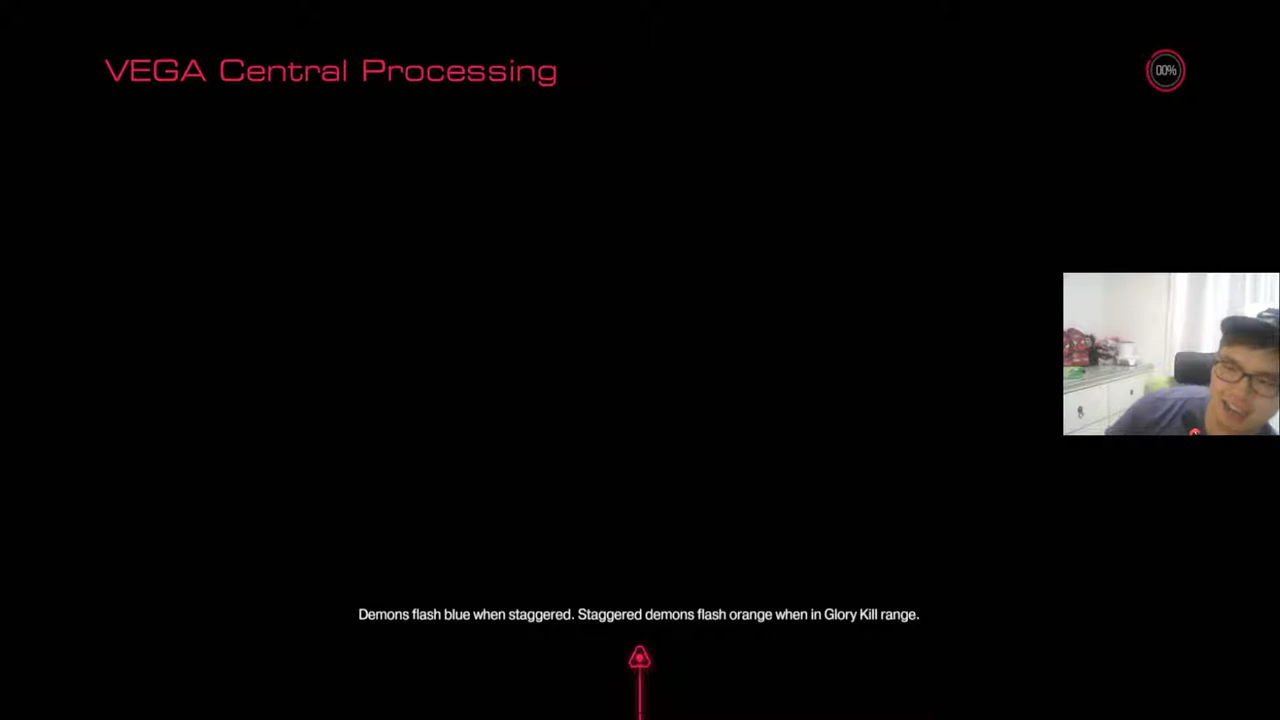 VEGA Central Processing
00%
Demons flash blue when staggered. Staggered demons flash orange when in Glory Kill range.